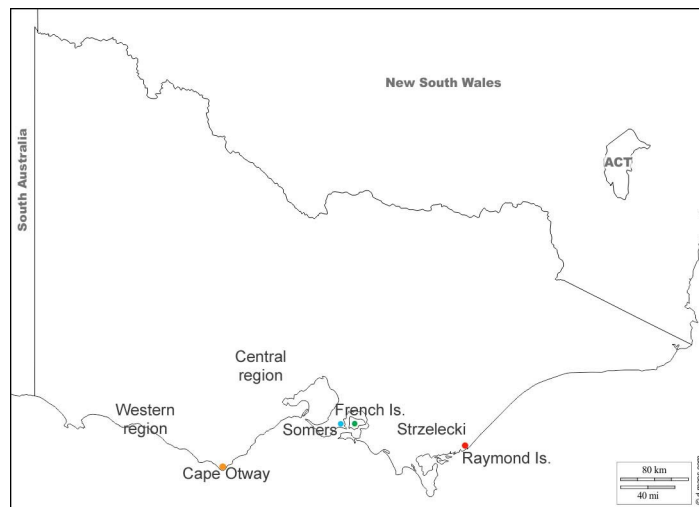 New South Wales
South Australia
ACT
Central
region
Western
region
French Is.
Somers
Strzelecki
Raymond Is.
Cape Otway
80 km
40 mi